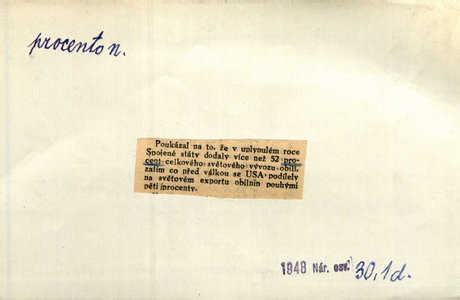 procento n.
Poukázal na to, že v uplynulém roce
Spojené státy dodaly více než 52 pro-
cent celkového světového vývozu obilí,
zatím co před válkou se USA podílely
na světovém exportu obilním pouhými
pěti procenty.
1948 Nár. osv. 30, 1 d.